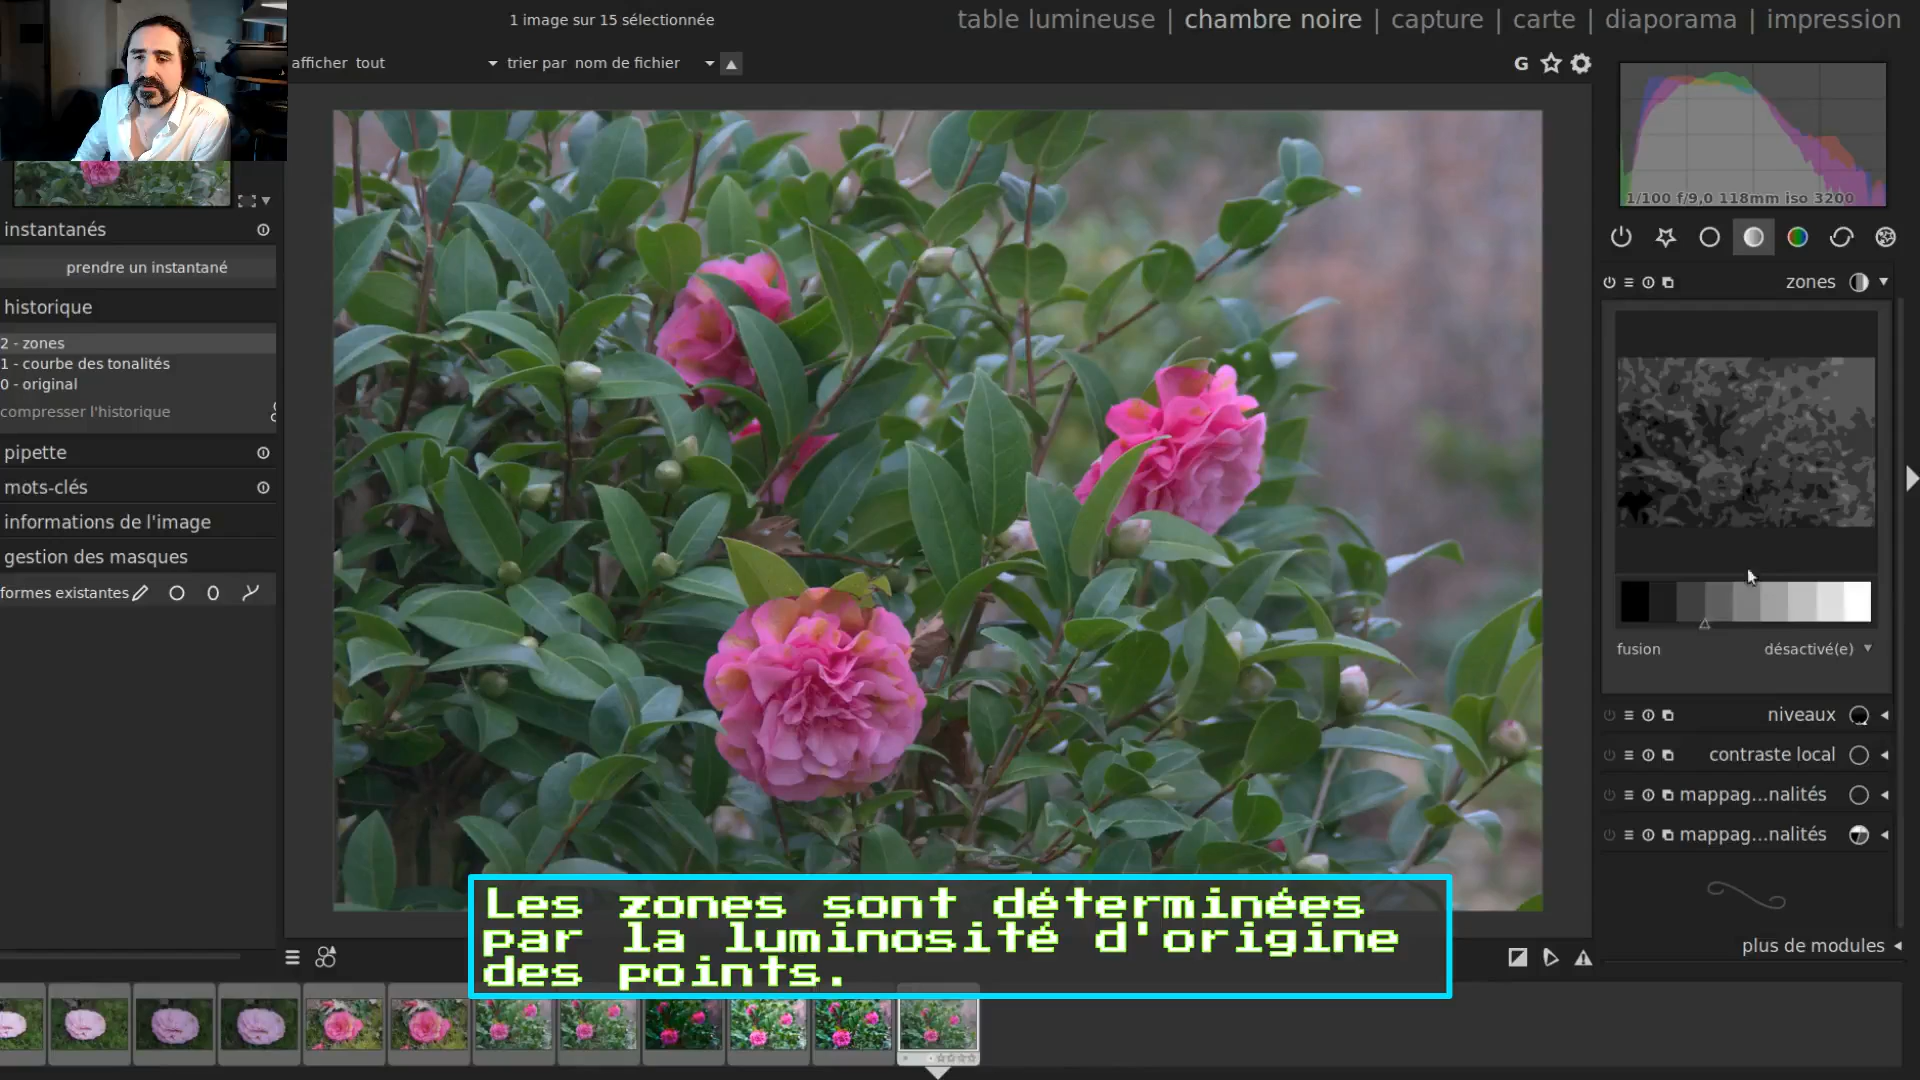 1 image sur 15 sélectionnée
table lumineuse | chambre noire | capture | carte | diaporama | impression
afficher tout
trier par nom de fichier
G
1/100 f/9,0 118mm iso 3200
instantanés
prendre un instantané
historique
2 - zones
1 - courbe des tonalités
0 - original
compresser l'historique
pipette
mots-clés
informations de l'image
gestion des masques
formes existantes
zones
fusion
désactivé(e)
niveaux
contraste local
mappag...nalités
mappag...nalités
plus de modules
Les zones sont déterminées
par la luminosité d'origine
des points.